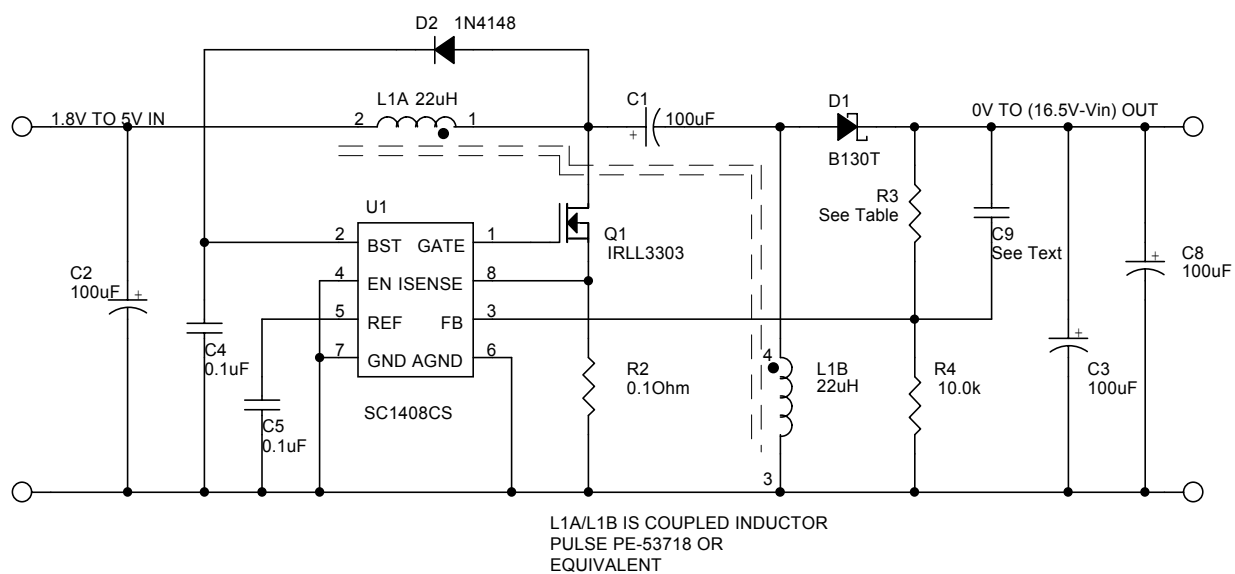 D2 1N4148
L1A 22uH
2 1
1.8V TO 5V IN
C1
+
100uF
D1
B130T
0V TO (16.5V-Vin) OUT
R3
See Table
C9
See Text
U1
Q1
IRLL3303
2 BST GATE 1
4 EN ISENSE 8
5 REF FB 3
7 GND AGND 6
SC1408CS
C2
100uF
+
C4
0.1uF
C5
0.1uF
R2
0.1Ohm
4
L1B
22uH
3
R4
10.0k
+
C3
100uF
+
C8
100uF
L1A/L1B IS COUPLED INDUCTOR
PULSE PE-53718 OR
EQUIVALENT